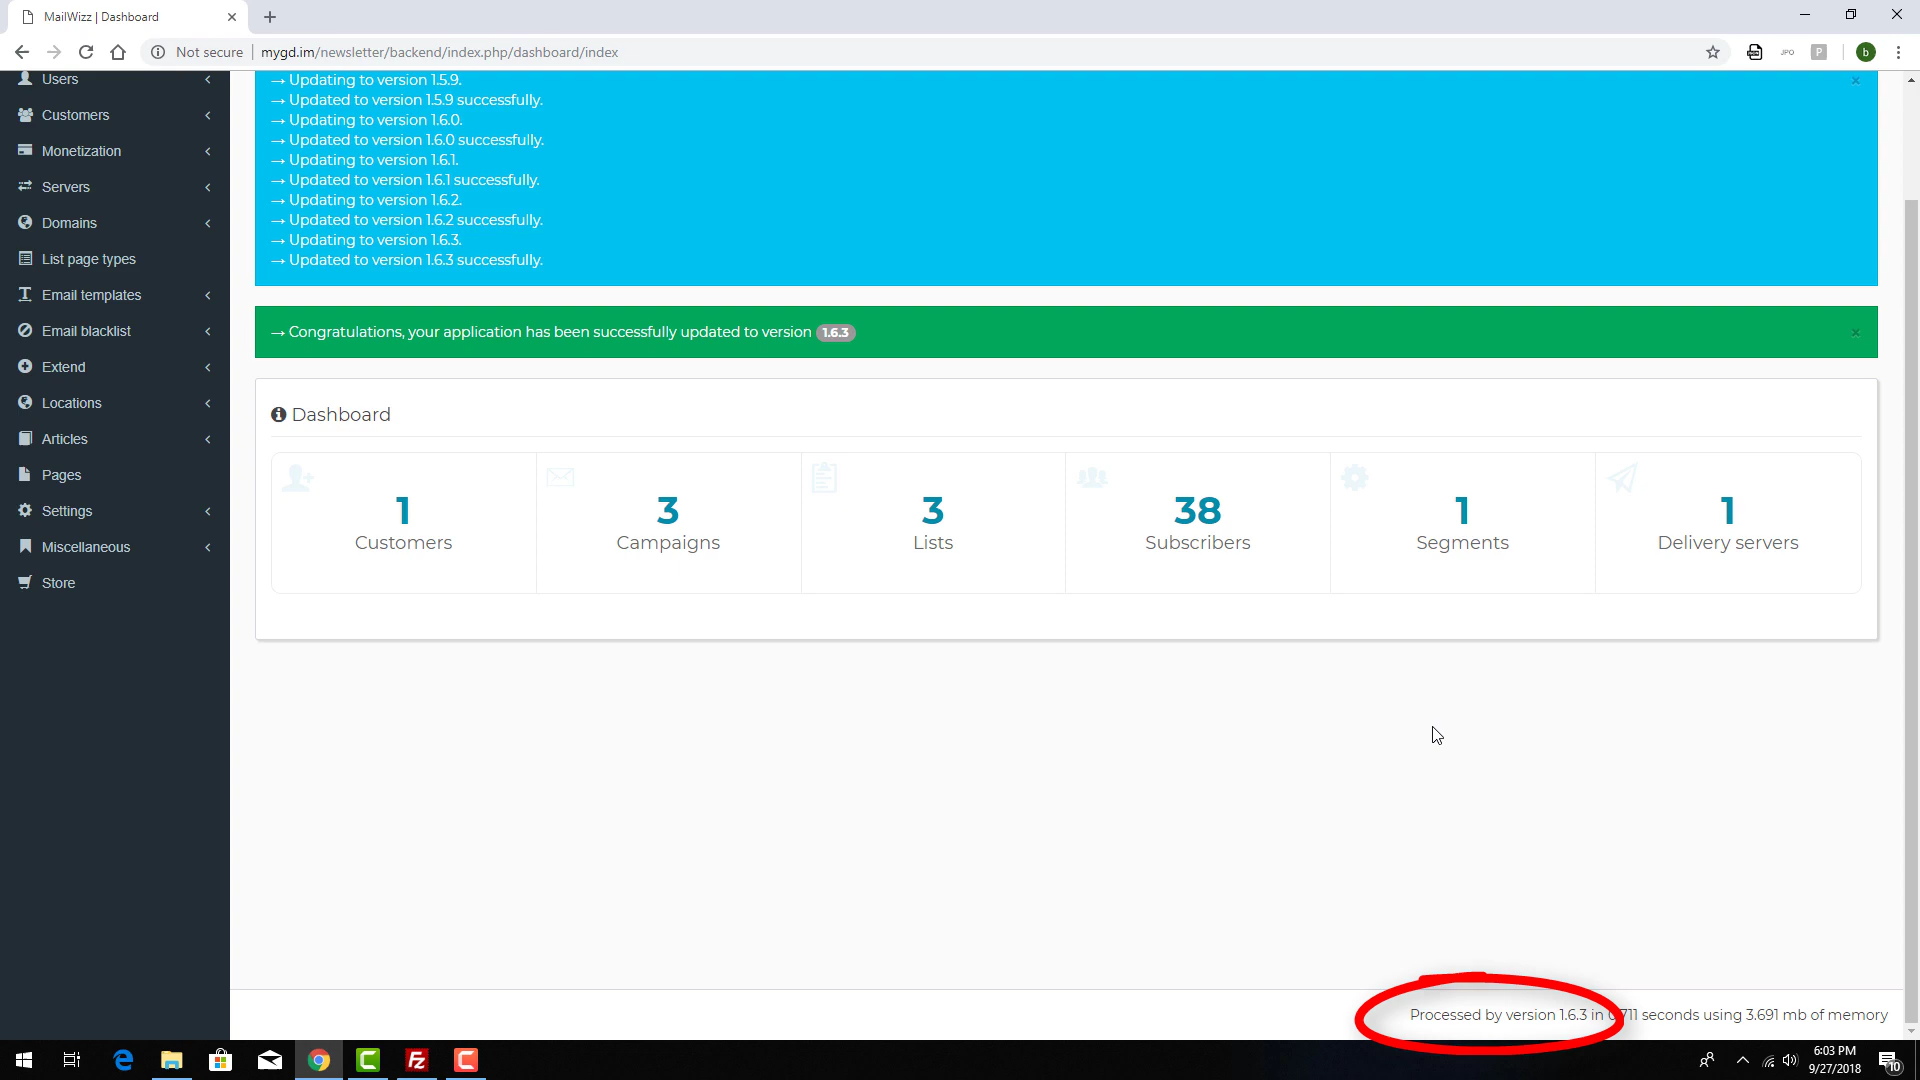 MailWizz | Dashboard
Not secure | mygd.im/newsletter/backend/index.php/dashboard/index
JPO
P
b
Users
Customers
Monetization
Servers
Domains
List page types
Email templates
Email blacklist
Extend
Locations
Articles
Pages
Settings
Miscellaneous
Store
→ Updating to version 1.5.9.
→ Updated to version 1.5.9 successfully.
→ Updating to version 1.6.0.
→ Updated to version 1.6.0 successfully.
→ Updating to version 1.6.1.
→ Updated to version 1.6.1 successfully.
→ Updating to version 1.6.2.
→ Updated to version 1.6.2 successfully.
→ Updating to version 1.6.3.
→ Updated to version 1.6.3 successfully.
→ Congratulations, your application has been successfully updated to version 1.6.3
Dashboard
1
Customers
3
Campaigns
3
Lists
38
Subscribers
1
Segments
1
Delivery servers
Processed by version 1.6.3 in 0.711 seconds using 3.691 mb of memory
6:03 PM
9/27/2018
10